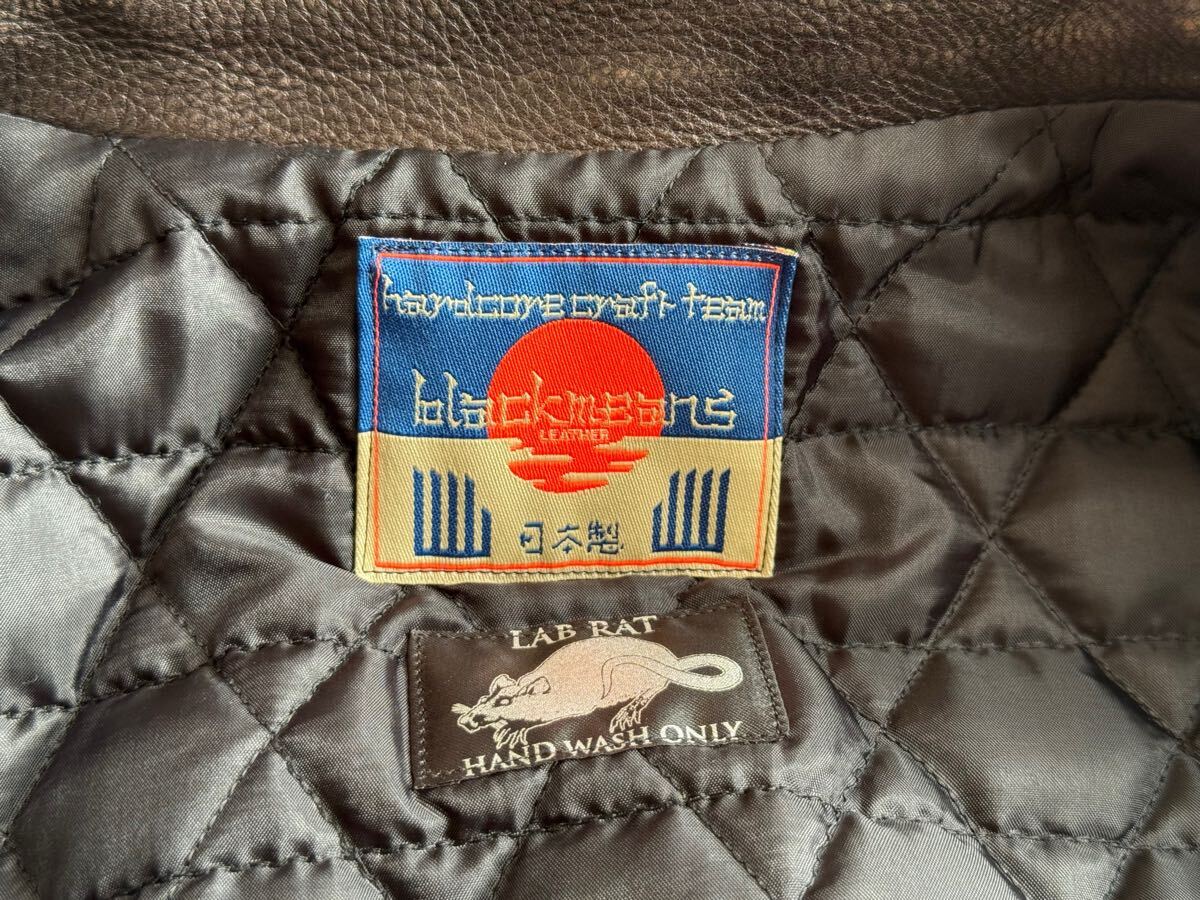 hardcore craft team
blackmeans
LEATHER
日本製
LAB RAT
HAND WASH ONLY